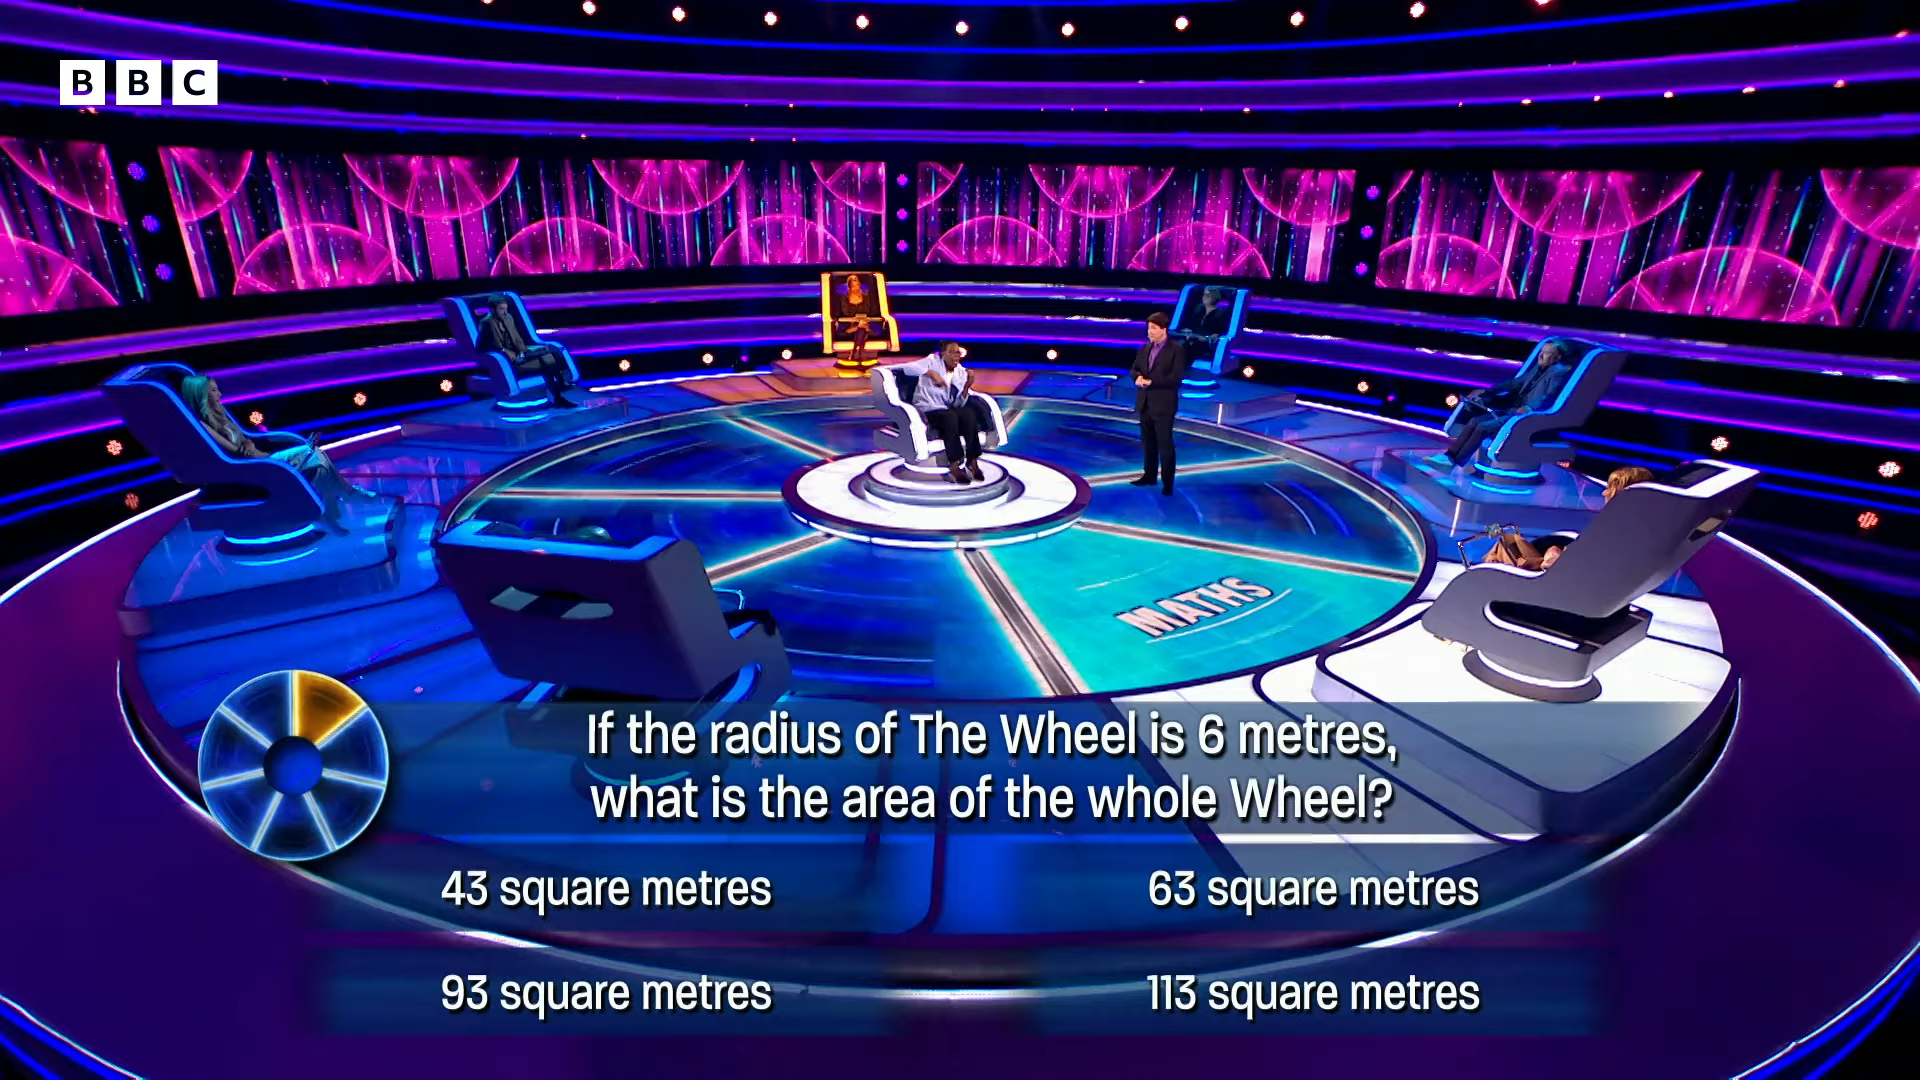 BBC
MATHS
If the radius of The Wheel is 6 metres,
what is the area of the whole Wheel?
43 square metres
63 square metres
93 square metres
113 square metres